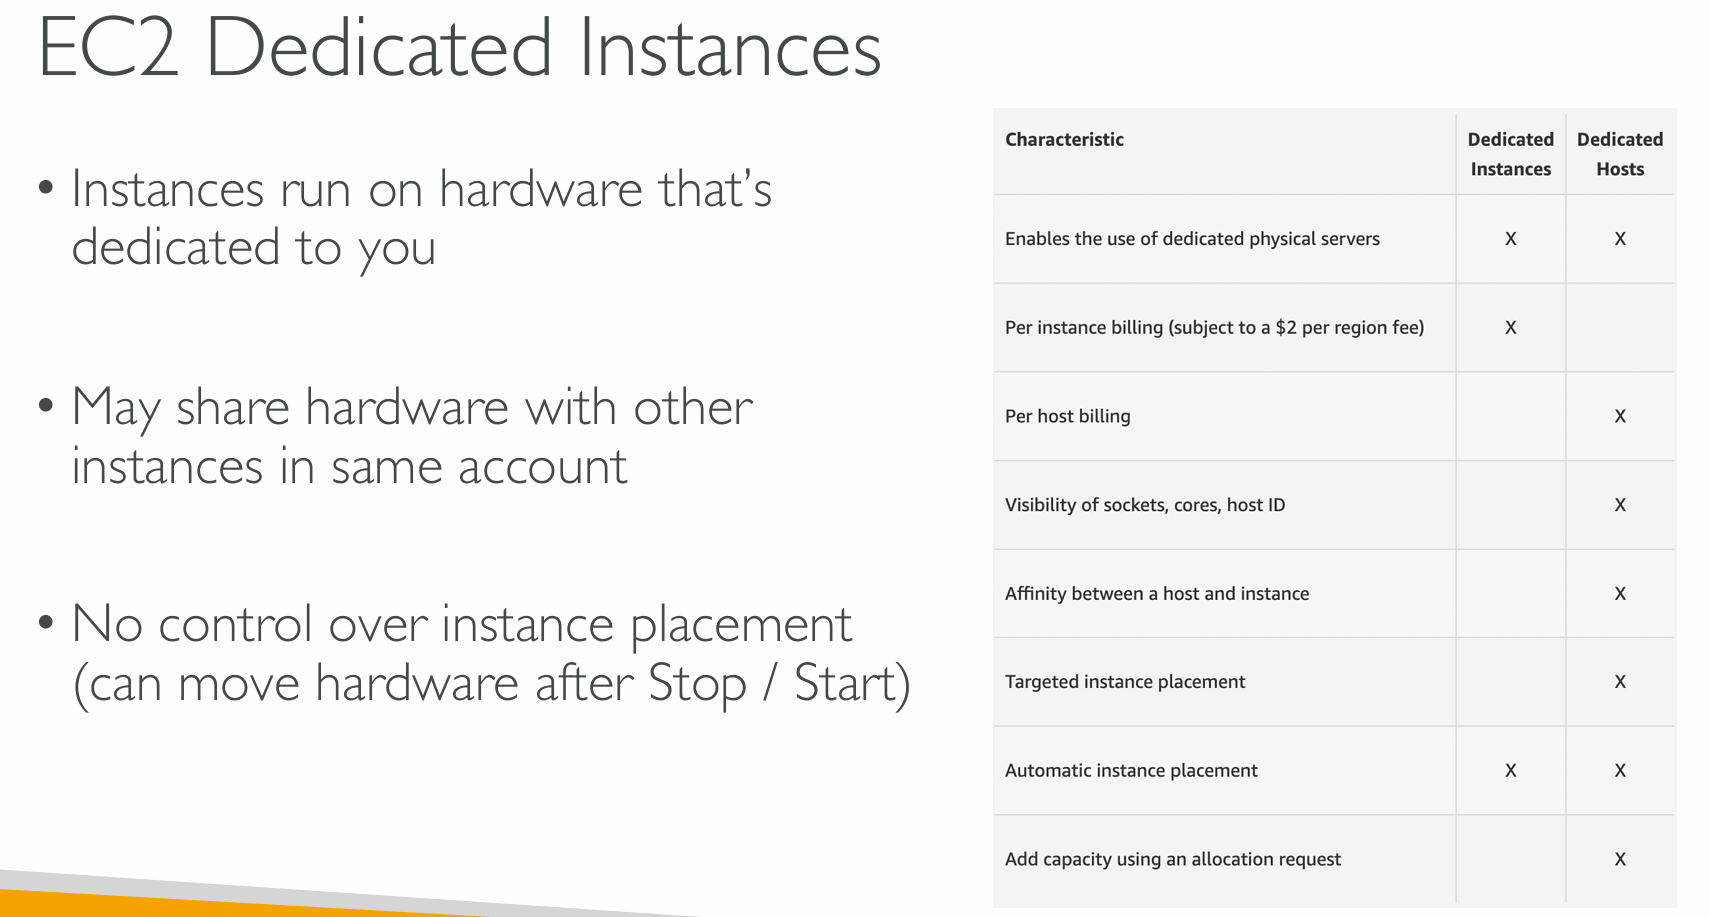 EC2 Dedicated Instances
• Instances run on hardware that’s
dedicated to you
• May share hardware with other
instances in same account
• No control over instance placement
(can move hardware after Stop / Start)
Characteristic Dedicated Instances Dedicated Hosts
Enables the use of dedicated physical servers X X
Per instance billing (subject to a $2 per region fee) X
Per host billing X
Visibility of sockets, cores, host ID X
Affinity between a host and instance X
Targeted instance placement X
Automatic instance placement X X
Add capacity using an allocation request X